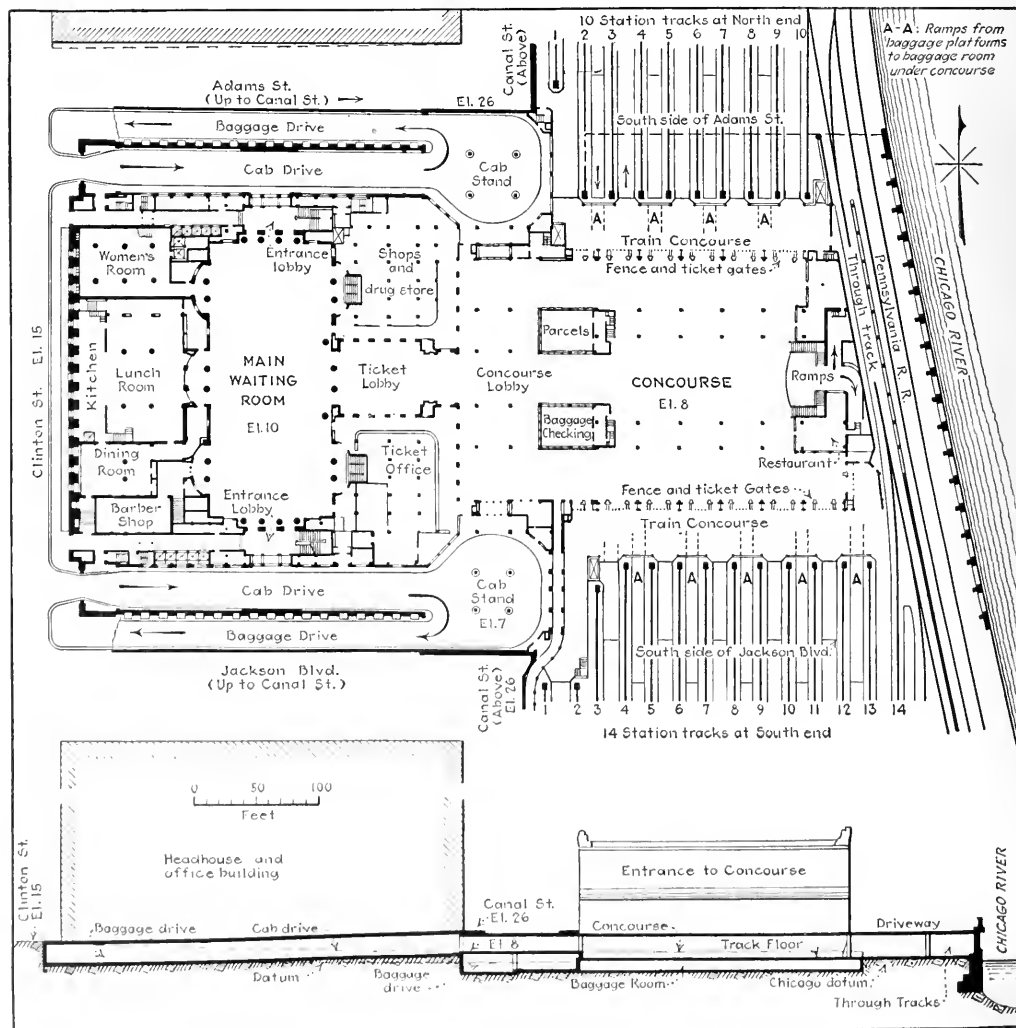 10 Station tracks at North end
Canal St.
(Above)
1 2 3 4 5 6 7 8 9 10
A-A: Ramps from
baggage platforms
to baggage room
under concourse
Adams St.
(Up to Canal St.)
El. 26
Baggage Drive
Cab Drive
Cab
Stand
South side of Adams St.
A A A A
Train Concourse
Fence and ticket gates
Through track
Pennsylvania R. R.
CHICAGO RIVER
Women's
Room
Entrance
lobby
Shops
and
drug store
Clinton St. El. 15
Kitchen
Lunch
Room
MAIN
WAITING
ROOM
El. 10
Ticket
Lobby
Concourse
Lobby
Parcels
CONCOURSE
El. 8
Ramps
Baggage
Checking
Restaurant
Dining
Room
Barber
Shop
Entrance
Lobby
Ticket
Office
Fence and ticket Gates
Train Concourse
A A A A A
Cab Drive
Cab
Stand
El. 7
Baggage Drive
South side of Jackson Blvd.
Jackson Blvd.
(Up to Canal St.)
Canal St.
(Above)
El. 26
1 2 3 4 5 6 7 8 9 10 11 12 13 14
14 Station tracks at South end
0 50 100
Feet
Headhouse and
office building
Clinton St.
El. 15
Baggage drive
Cab drive
Canal St.
El. 26
El. 8
Entrance to Concourse
Concourse
Track Floor
Driveway
CHICAGO RIVER
Datum
Baggage
drive
Baggage Room
Chicago datum
Through Tracks